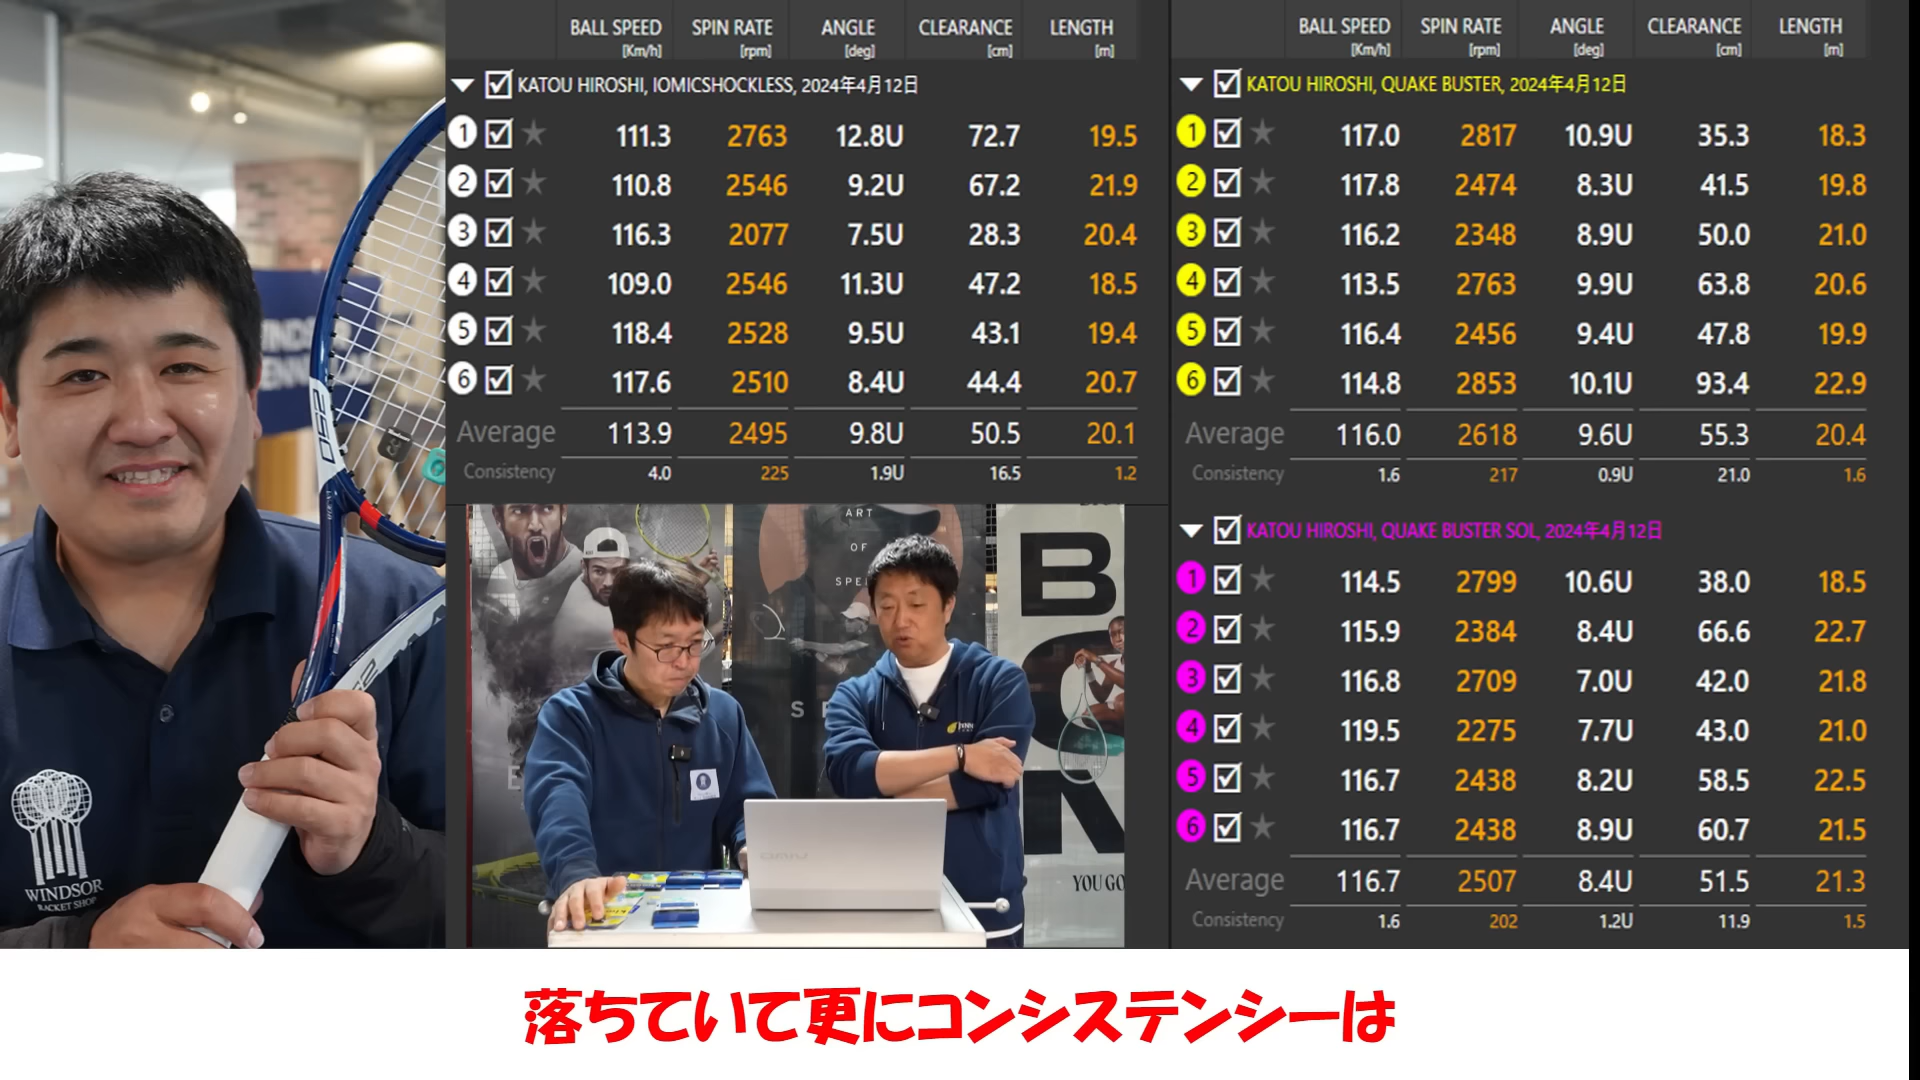 BALL SPEED SPIN RATE ANGLE CLEARANCE LENGTH
[Km/h] [rpm] [deg] [cm] [m]
KATOU HIROSHI, IOMICSHOCKLESS, 2024年4月12日
1 111.3 2763 12.8U 72.7 19.5
2 110.8 2546 9.2U 67.2 21.9
3 116.3 2077 7.5U 28.3 20.4
4 109.0 2546 11.3U 47.2 18.5
5 118.4 2528 9.5U 43.1 19.4
6 117.6 2510 8.4U 44.4 20.7
Average 113.9 2495 9.8U 50.5 20.1
Consistency 4.0 225 1.9U 16.5 1.2
BALL SPEED SPIN RATE ANGLE CLEARANCE LENGTH
[Km/h] [rpm] [deg] [cm] [m]
KATOU HIROSHI, QUAKE BUSTER, 2024年4月12日
1 117.0 2817 10.9U 35.3 18.3
2 117.8 2474 8.3U 41.5 19.8
3 116.2 2348 8.9U 50.0 21.0
4 113.5 2763 9.9U 63.8 20.6
5 116.4 2456 9.4U 47.8 19.9
6 114.8 2853 10.1U 93.4 22.9
Average 116.0 2618 9.6U 55.3 20.4
Consistency 1.6 217 0.9U 21.0 1.6
KATOU HIROSHI, QUAKE BUSTER SOL, 2024年4月12日
1 114.5 2799 10.6U 38.0 18.5
2 115.9 2384 8.4U 66.6 22.7
3 116.8 2709 7.0U 42.0 21.8
4 119.5 2275 7.7U 43.0 21.0
5 116.7 2438 8.2U 58.5 22.5
6 116.7 2438 8.9U 60.7 21.5
Average 116.7 2507 8.4U 51.5 21.3
Consistency 1.6 202 1.2U 11.9 1.5
252
WINDSOR
RACKET SHOP
ART
OF
YOU GO
落ちていて更にコンシステンシーは